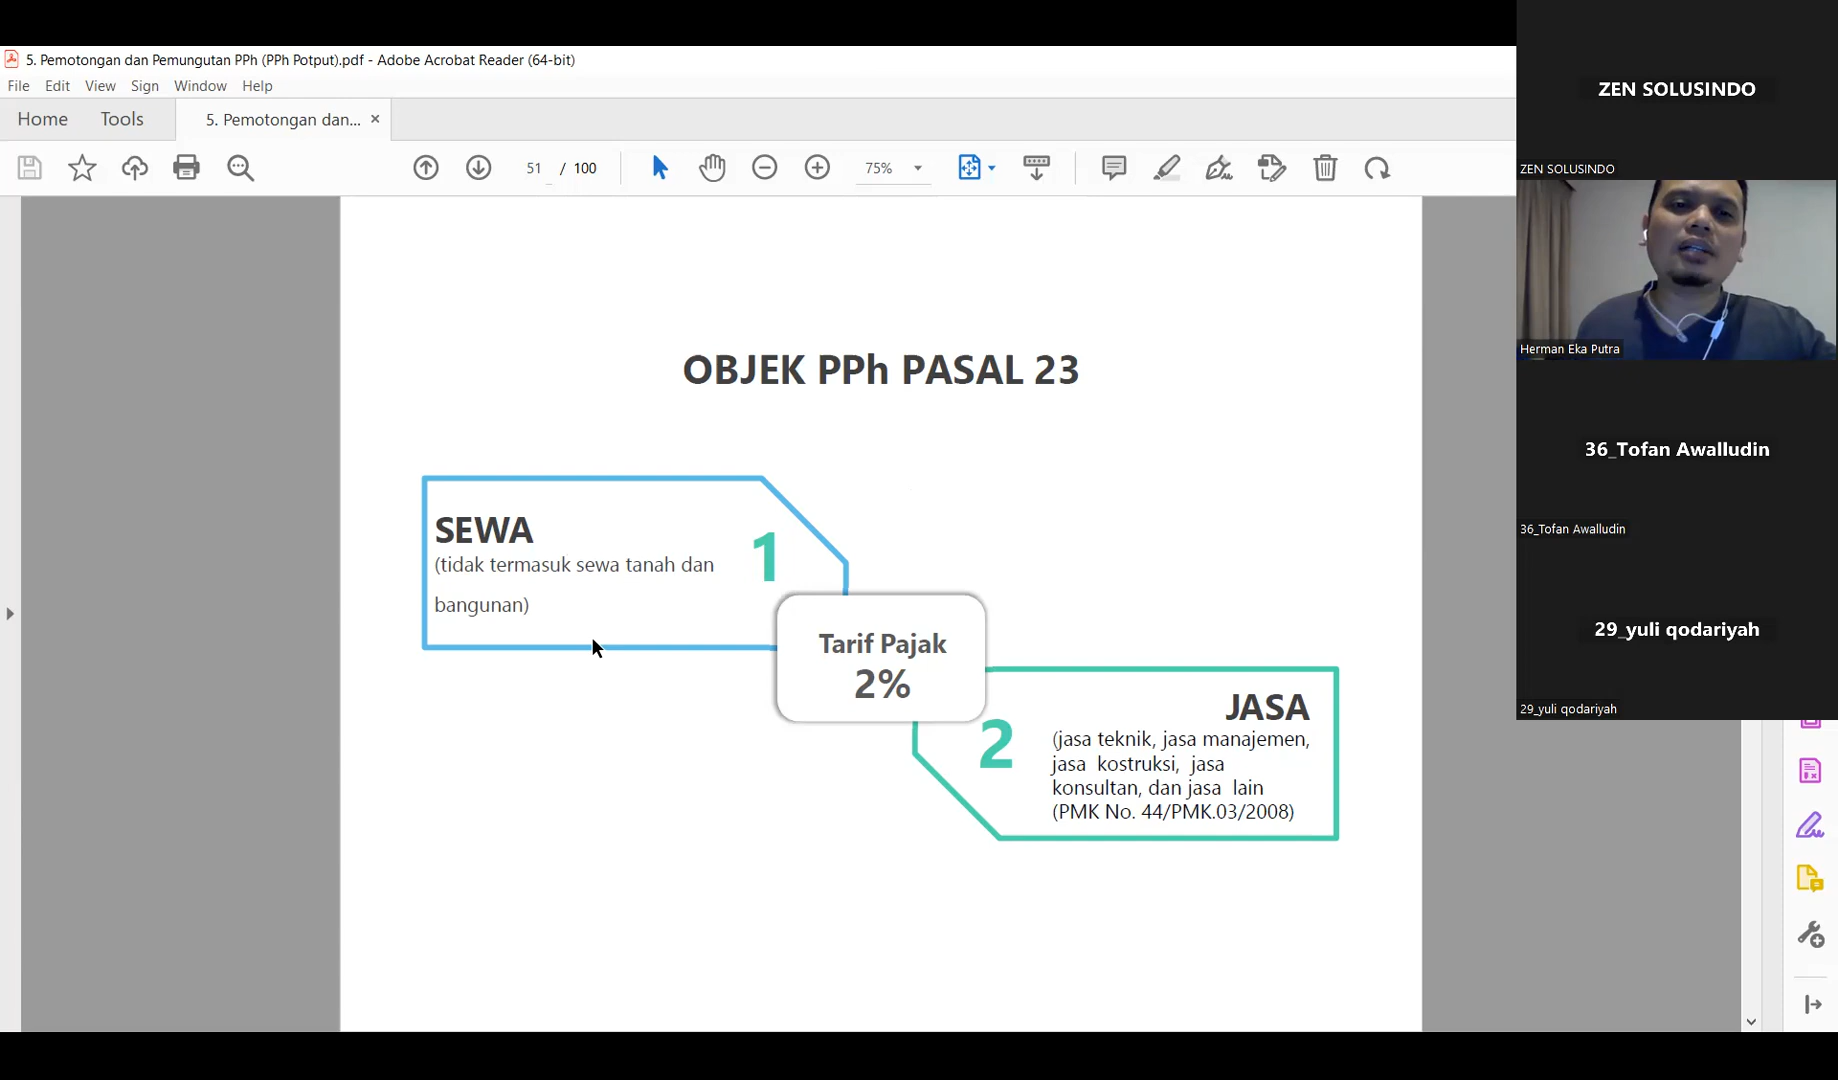 5. Pemotongan dan Pemungutan PPh (PPh Potput).pdf - Adobe Acrobat Reader (64-bit)
File Edit View Sign Window Help
Home Tools 5. Pemotongan dan... ×
51 / 100 75%
OBJEK PPh PASAL 23
SEWA
(tidak termasuk sewa tanah dan
bangunan)
1
Tarif Pajak
2%
2
JASA
(jasa teknik, jasa manajemen,
jasa kostruksi, jasa
konsultan, dan jasa lain
(PMK No. 44/PMK.03/2008)
ZEN SOLUSINDO
ZEN SOLUSINDO
Herman Eka Putra
36_Tofan Awalludin
36_Tofan Awalludin
29_yuli qodariyah
29_yuli qodariyah